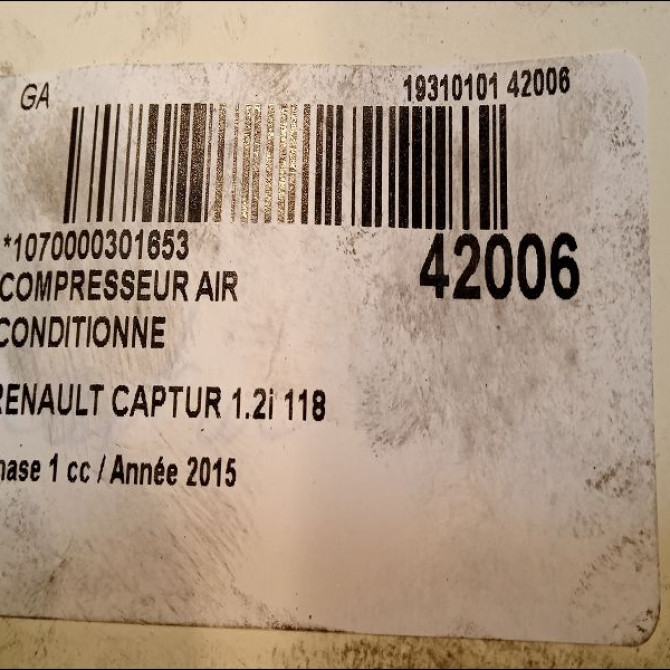 GA
19310101 42006
*1070000301653
42006
COMPRESSEUR AIR
CONDITIONNE
RENAULT CAPTUR 1.2i 118
hase 1 cc / Année 2015